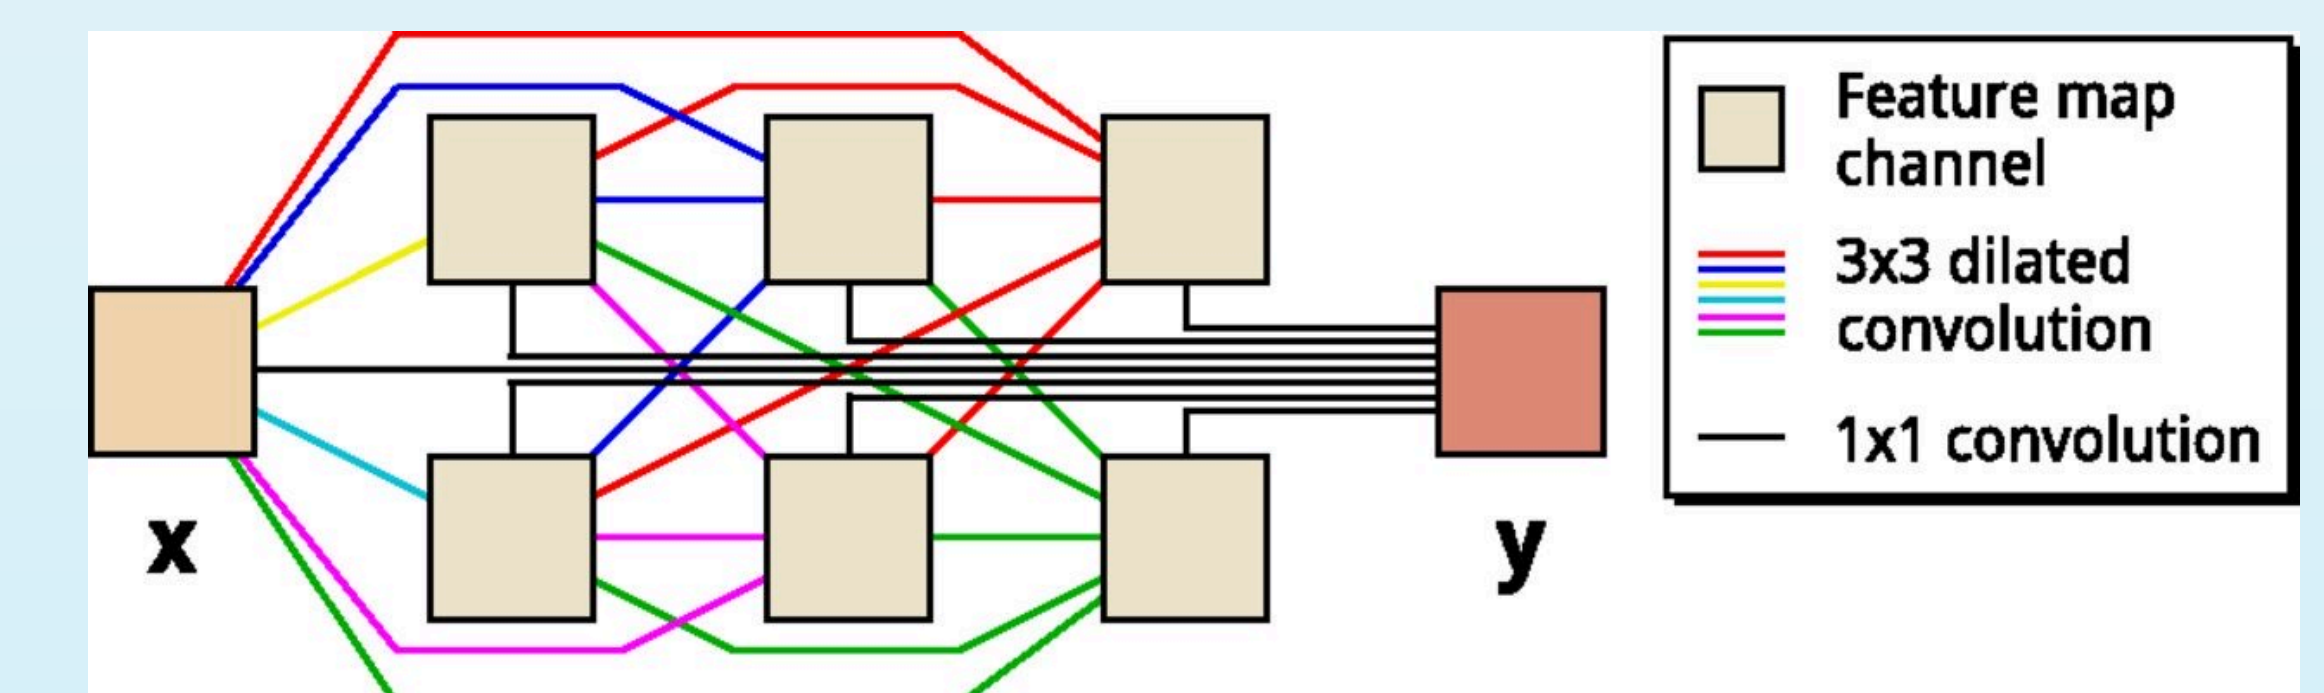 x
y
Feature map
channel
3x3 dilated
convolution
1x1 convolution